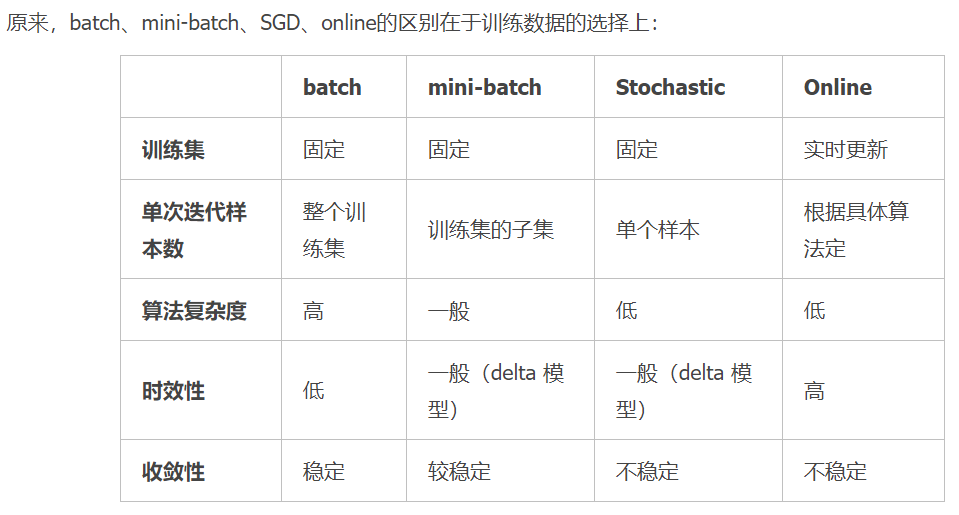 原来，batch、mini-batch、SGD、online的区别在于训练数据的选择上：
batch mini-batch Stochastic Online
训练集 固定 固定 固定 实时更新
单次迭代样
本数
整个训
练集
训练集的子集
单个样本
根据具体算
法定
算法复杂度 高 一般 低 低
时效性 低
一般（delta 模
型）
一般（delta 模
型）
高
收敛性 稳定 较稳定 不稳定 不稳定